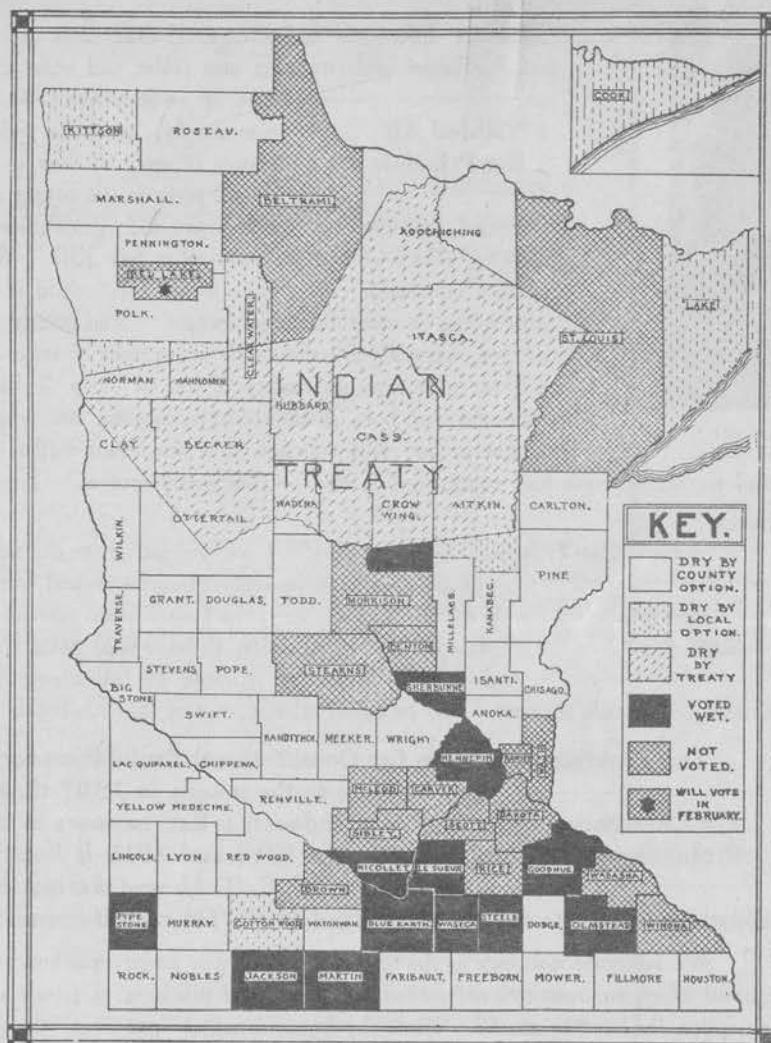 COOK
KITTSON
ROSEAU.
BELTRAMI
MARSHALL.
KOOCHICHING
PENNINGTON.
RED LAKE.
POLK.
CLEAR WATER.
ITASCA.
ST. LOUIS
LAKE
NORMAN
MAHNOMEN
INDIAN
HUBBARD
CASS.
CLAY.
BECKER.
TREATY
WADENA
CROW
WING.
AITKIN.
CARLTON.
OTTERTAIL
WILKIN.
KEY.
DRY BY
COUNTY
OPTION.
DRY BY
LOCAL
OPTION.
DRY
BY
TREATY
VOTED
WET.
NOT
VOTED.
WILL VOTE
IN
FEBRUARY.
PINE
TRAVERSE.
GRANT.
DOUGLAS.
TODD.
MORRISON
MILLELACS.
KANABEC.
BENTON
STEVENS
POPE.
STEARNS
SHERBURNE
ISANTI.
CHISAGO.
BIG
STONE
SWIFT.
ANOKA.
KANDIYOHI.
MEEKER.
WRIGHT
LAC QUIPAREL.
CHIPPEWA.
HENNEPIN
RENVILLE.
MCLEOD
CARVER
YELLOW MEDECINE.
SIBLEY
SCOTT
DAKOTA
LINCOLN.
LYON
RED WOOD.
NICOLLET
LE SUEUR
RICE
GOODHUE
WABASHA
BROWN
PIPE
STONE
MURRAY.
COTTON WOOD
WATONWAN.
BLUE EARTH.
WASECA
STEELE
DODGE.
OLMSTEAD
WINONA
ROCK.
NOBLES
JACKSON
MARTIN
FARIBAULT.
FREEBORN.
MOWER.
FILLMORE
HOUSTON.